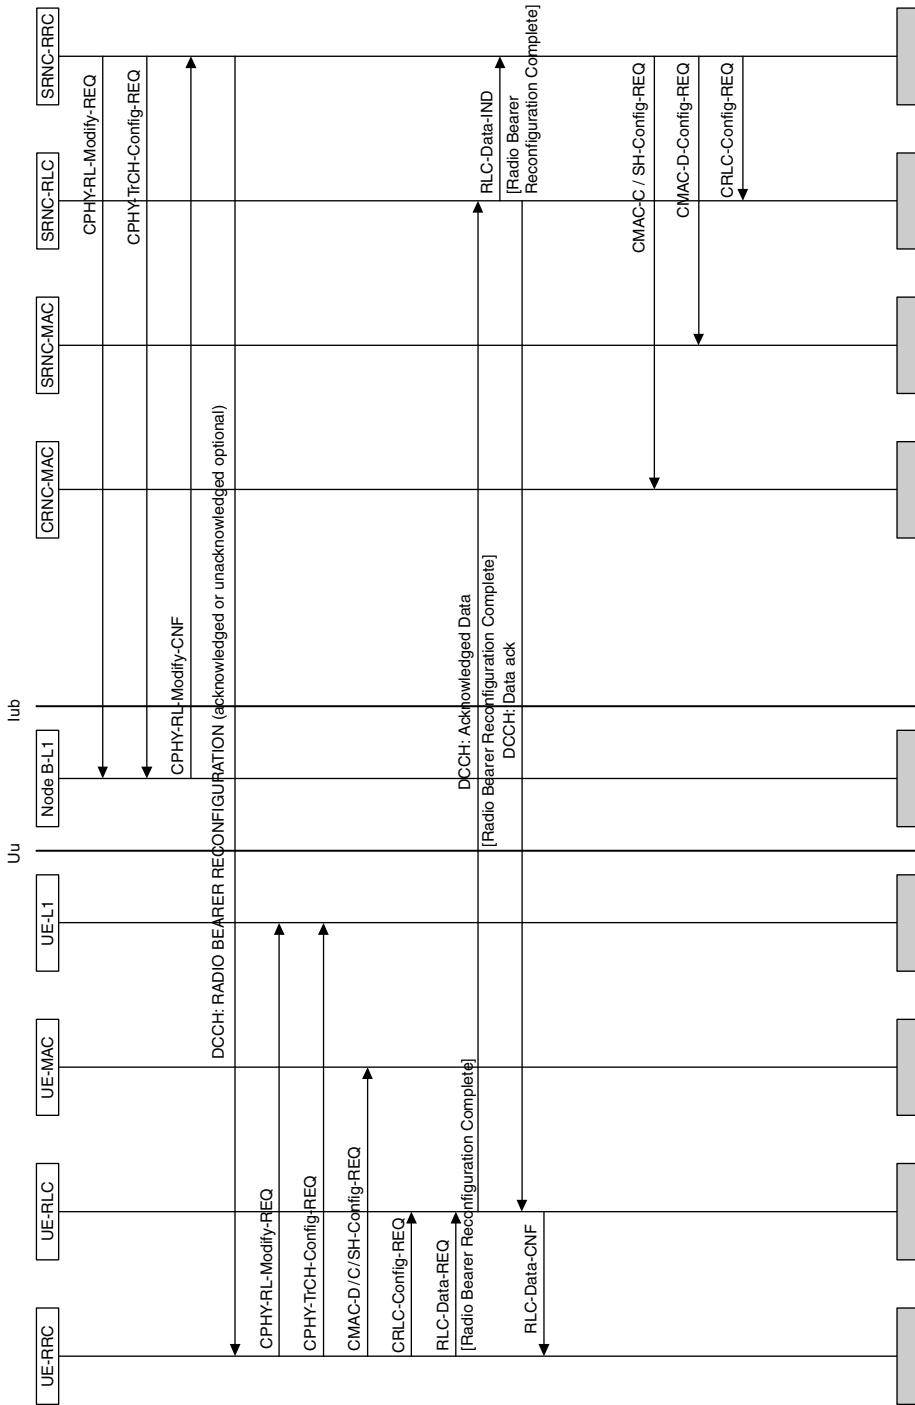 Uu
Iub
UE-RRC
UE-RLC
UE-MAC
UE-L1
Node B-L1
CRNC-MAC
SRNC-MAC
SRNC-RLC
SRNC-RRC
CPHY-RL-Modify-REQ
CPHY-TrCH-Config-REQ
CPHY-RL-Modify-CNF
DCCH: RADIO BEARER RECONFIGURATION (acknowledged or unacknowledged optional)
CPHY-RL-Modify-REQ
CPHY-TrCH-Config-REQ
CMAC-D/C/SH-Config-REQ
CRLC-Config-REQ
RLC-Data-REQ
[Radio Bearer Reconfiguration Complete]
DCCH: Acknowledged Data
[Radio Bearer Reconfiguration Complete]
RLC-Data-IND
[Radio Bearer
Reconfiguration Complete]
DCCH: Data ack
RLC-Data-CNF
CMAC-C / SH-Config-REQ
CMAC-D-Config-REQ
CRLC-Config-REQ